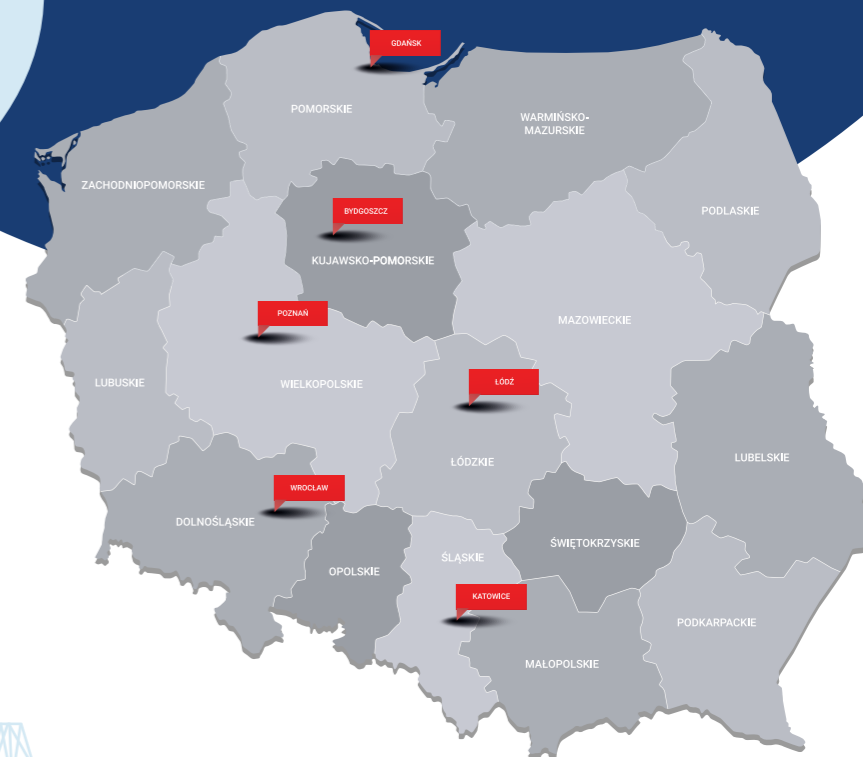 GDAŃSK
POMORSKIE
WARMIŃSKO-
MAZURSKIE
ZACHODNIOPOMORSKIE
PODLASKIE
BYDGOSZCZ
KUJAWSKO-POMORSKIE
POZNAŃ
MAZOWIECKIE
LUBUSKIE
WIELKOPOLSKIE
ŁÓDŹ
ŁÓDZKIE
LUBELSKIE
WROCŁAW
DOLNOŚLĄSKIE
OPOLSKIE
ŚLĄSKIE
ŚWIĘTOKRZYSKIE
KATOWICE
PODKARPACKIE
MAŁOPOLSKIE